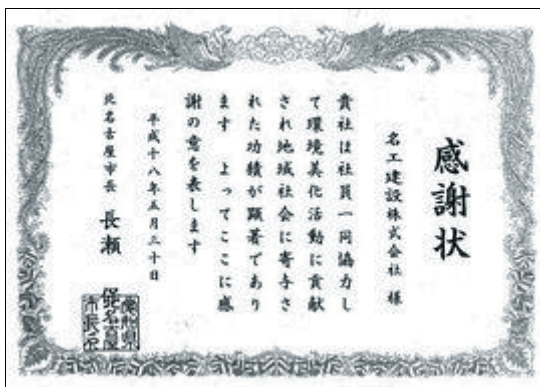 感謝状
名工建設株式会社 様
貴社は社員一同協力し
て環境美化活動に貢献
され地域社会に寄与さ
れた功績が顕著であり
ます よってここに感
謝の意を表します
平成十八年五月三十日
北名古屋市長 長瀬 保